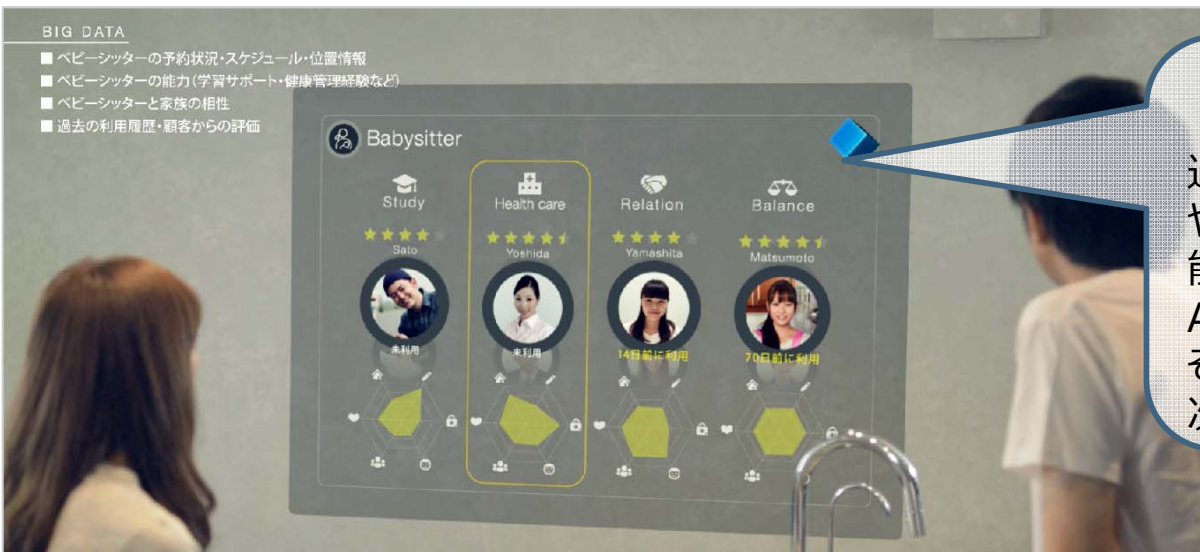 BIG DATA
■ ベビーシッターの予約状況・スケジュール・位置情報
■ ベビーシッターの能力(学習サポート・健康管理経験など)
■ ベビーシッターと家族の相性
■ 過去の利用履歴・顧客からの評価
Babysitter
Study
Health care
Relation
Balance
Sato
Yoshida
Yamashita
Matsumoto
未利用
未利用
14日前に利用
70日前に利用
能